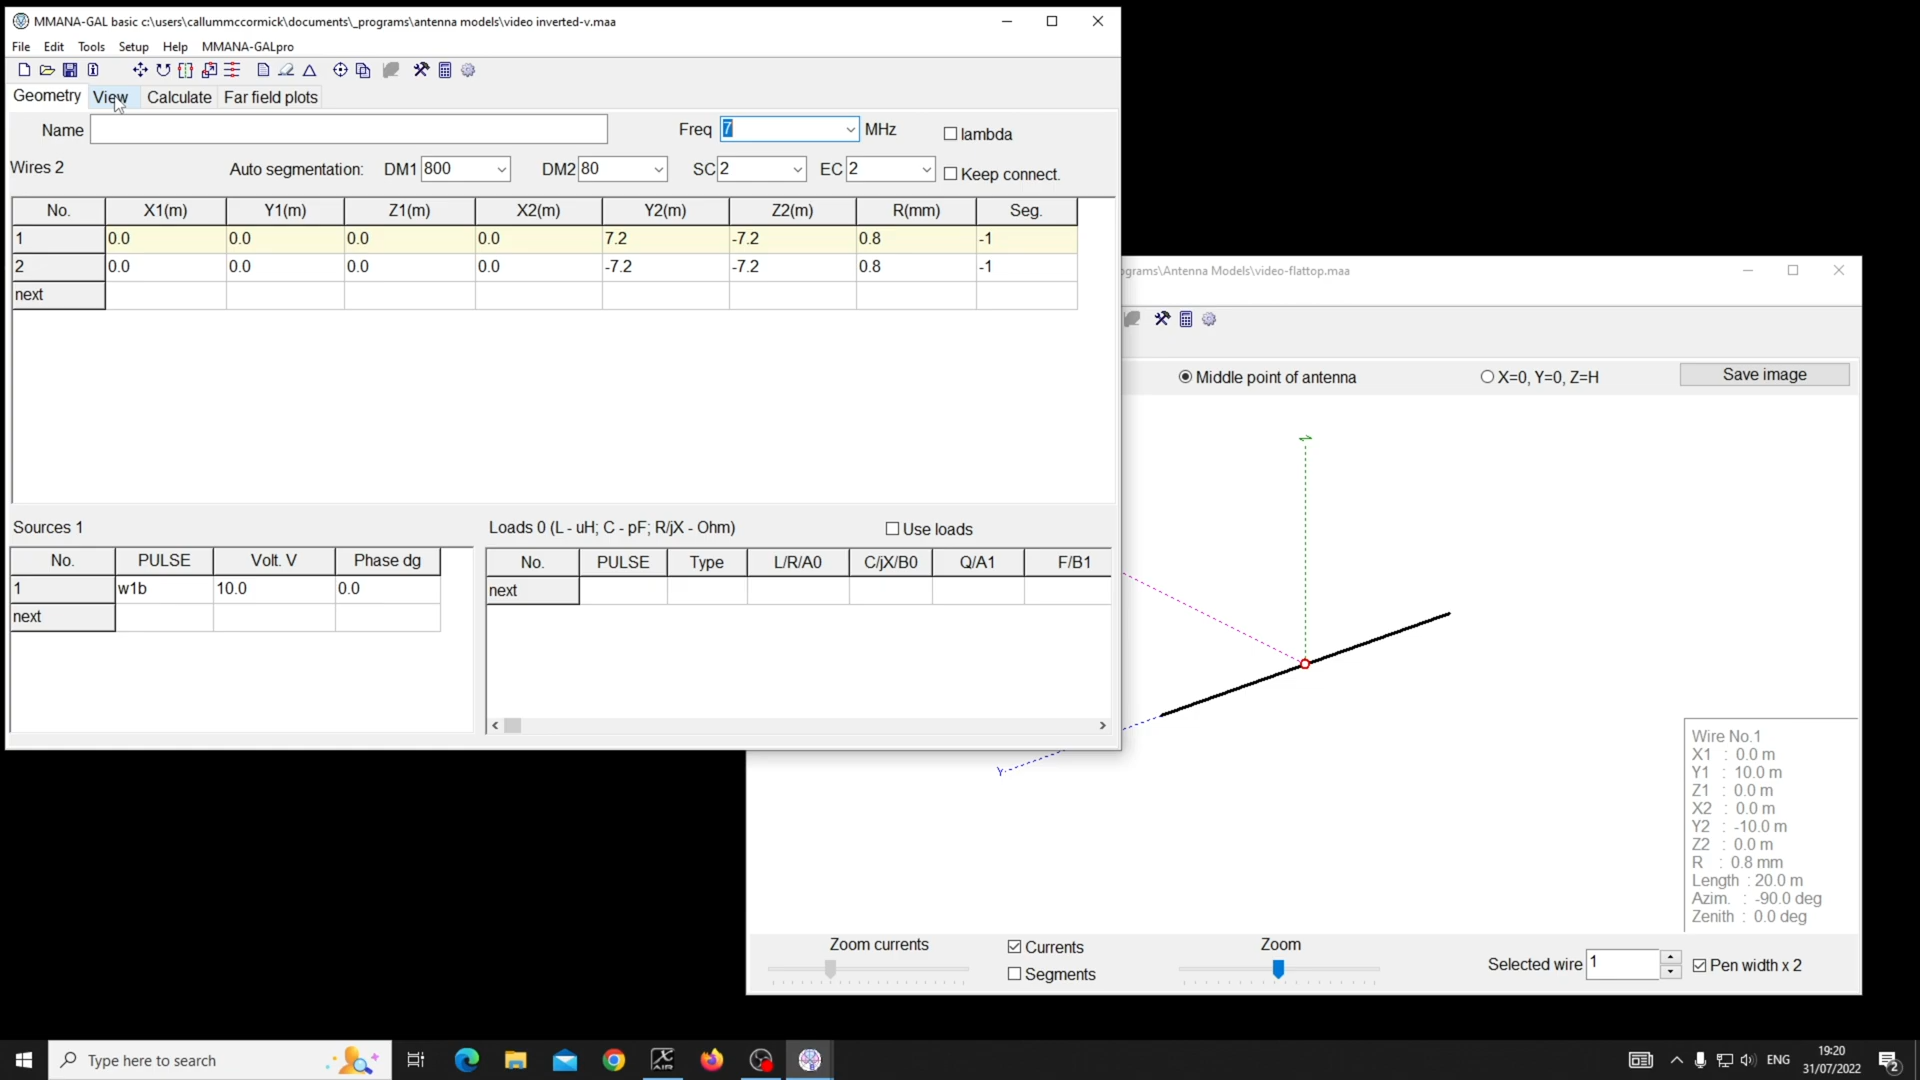 MMANA-GAL basic c:\users\callummccormick\documents\_programs\antenna models\video inverted-v.maa
File Edit Tools Setup Help MMANA-GALpro
Geometry View Calculate Far field plots
Name Freq 7 MHz lambda
Wires 2 Auto segmentation: DM1 800 DM2 80 SC 2 EC 2 Keep connect.
No. X1(m) Y1(m) Z1(m) X2(m) Y2(m) Z2(m) R(mm) Seg.
1 0.0 0.0 0.0 0.0 7.2 -7.2 0.8 -1
2 0.0 0.0 0.0 0.0 -7.2 -7.2 0.8 -1
next
Sources 1
No. PULSE Volt. V Phase dg
1 w1b 10.0 0.0
next
Loads 0 (L - uH; C - pF; R/jX - Ohm) Use loads
No. PULSE Type L/R/A0 C/jX/B0 Q/A1 F/B1
next
ograms\Antenna Models\video-flattop.maa
Middle point of antenna X=0, Y=0, Z=H Save image
Z
Y
Wire No.1
X1 : 0.0 m
Y1 : 10.0 m
Z1 : 0.0 m
X2 : 0.0 m
Y2 : -10.0 m
Z2 : 0.0 m
R : 0.8 mm
Length : 20.0 m
Azim. : -90.0 deg
Zenith : 0.0 deg
Zoom currents Currents Zoom
Segments
Selected wire 1 Pen width x 2
Type here to search
AIR
ENG
19:20
31/07/2022
2